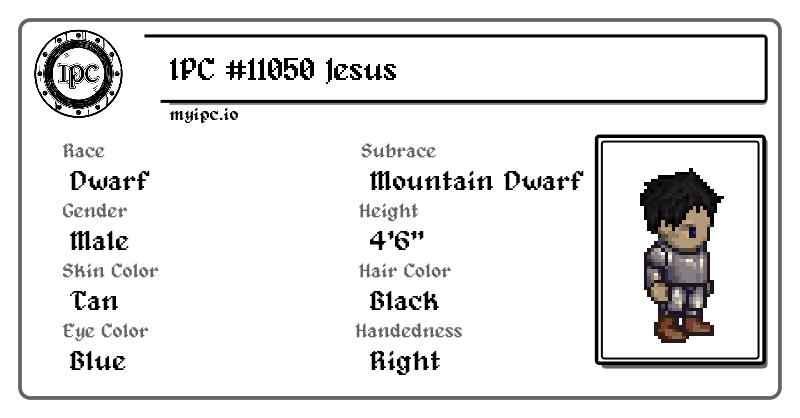 IPC
IPC #11050 Jesus
myipc.io
Race
Dwarf
Subrace
Mountain Dwarf
Gender
Male
Height
4'6"
Skin Color
Tan
Hair Color
Black
Eye Color
Blue
Handedness
Right